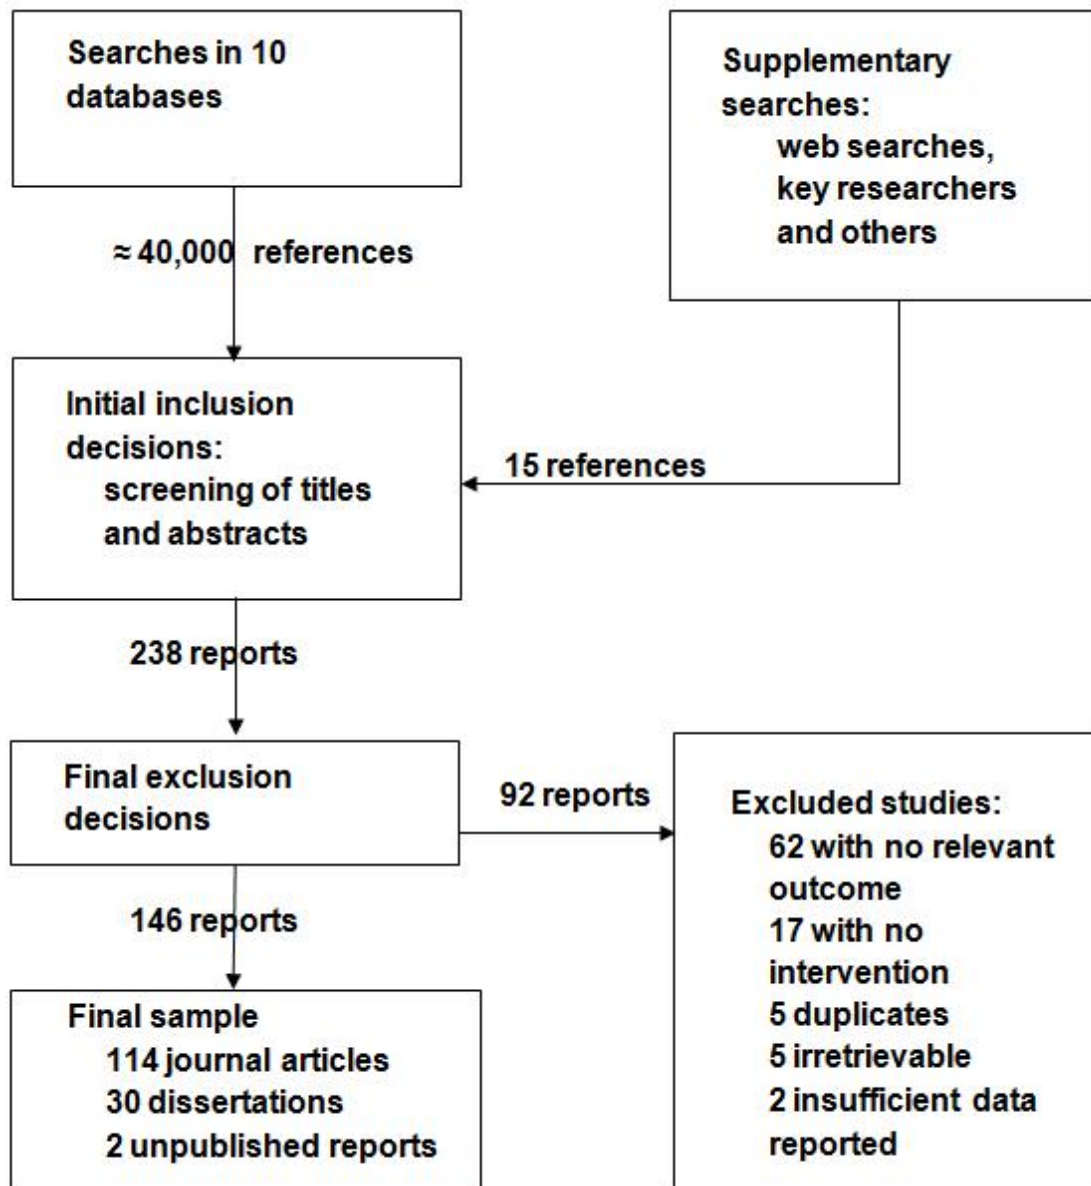 Searches in 10
databases
Supplementary
searches:
web searches,
key researchers
and others
≈ 40,000 references
Initial inclusion
decisions:
screening of titles
and abstracts
15 references
238 reports
Final exclusion
decisions
92 reports
Excluded studies:
62 with no relevant
outcome
17 with no
intervention
5 duplicates
5 irretrievable
2 insufficient data
reported
146 reports
Final sample
114 journal articles
30 dissertations
2 unpublished reports